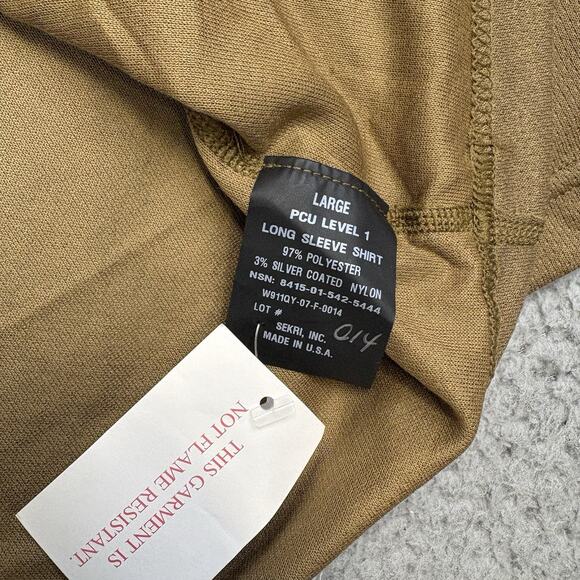 LARGE
PCU LEVEL 1
LONG SLEEVE SHIRT
97% POLYESTER
3% SILVER COATED NYLON
NSN: 8415-01-542-5444
W911QY-07-F-0014
LOT # 014
SEKRI, INC.
MADE IN U.S.A.
THIS GARMENT IS
NOT FLAME RESISTANT.